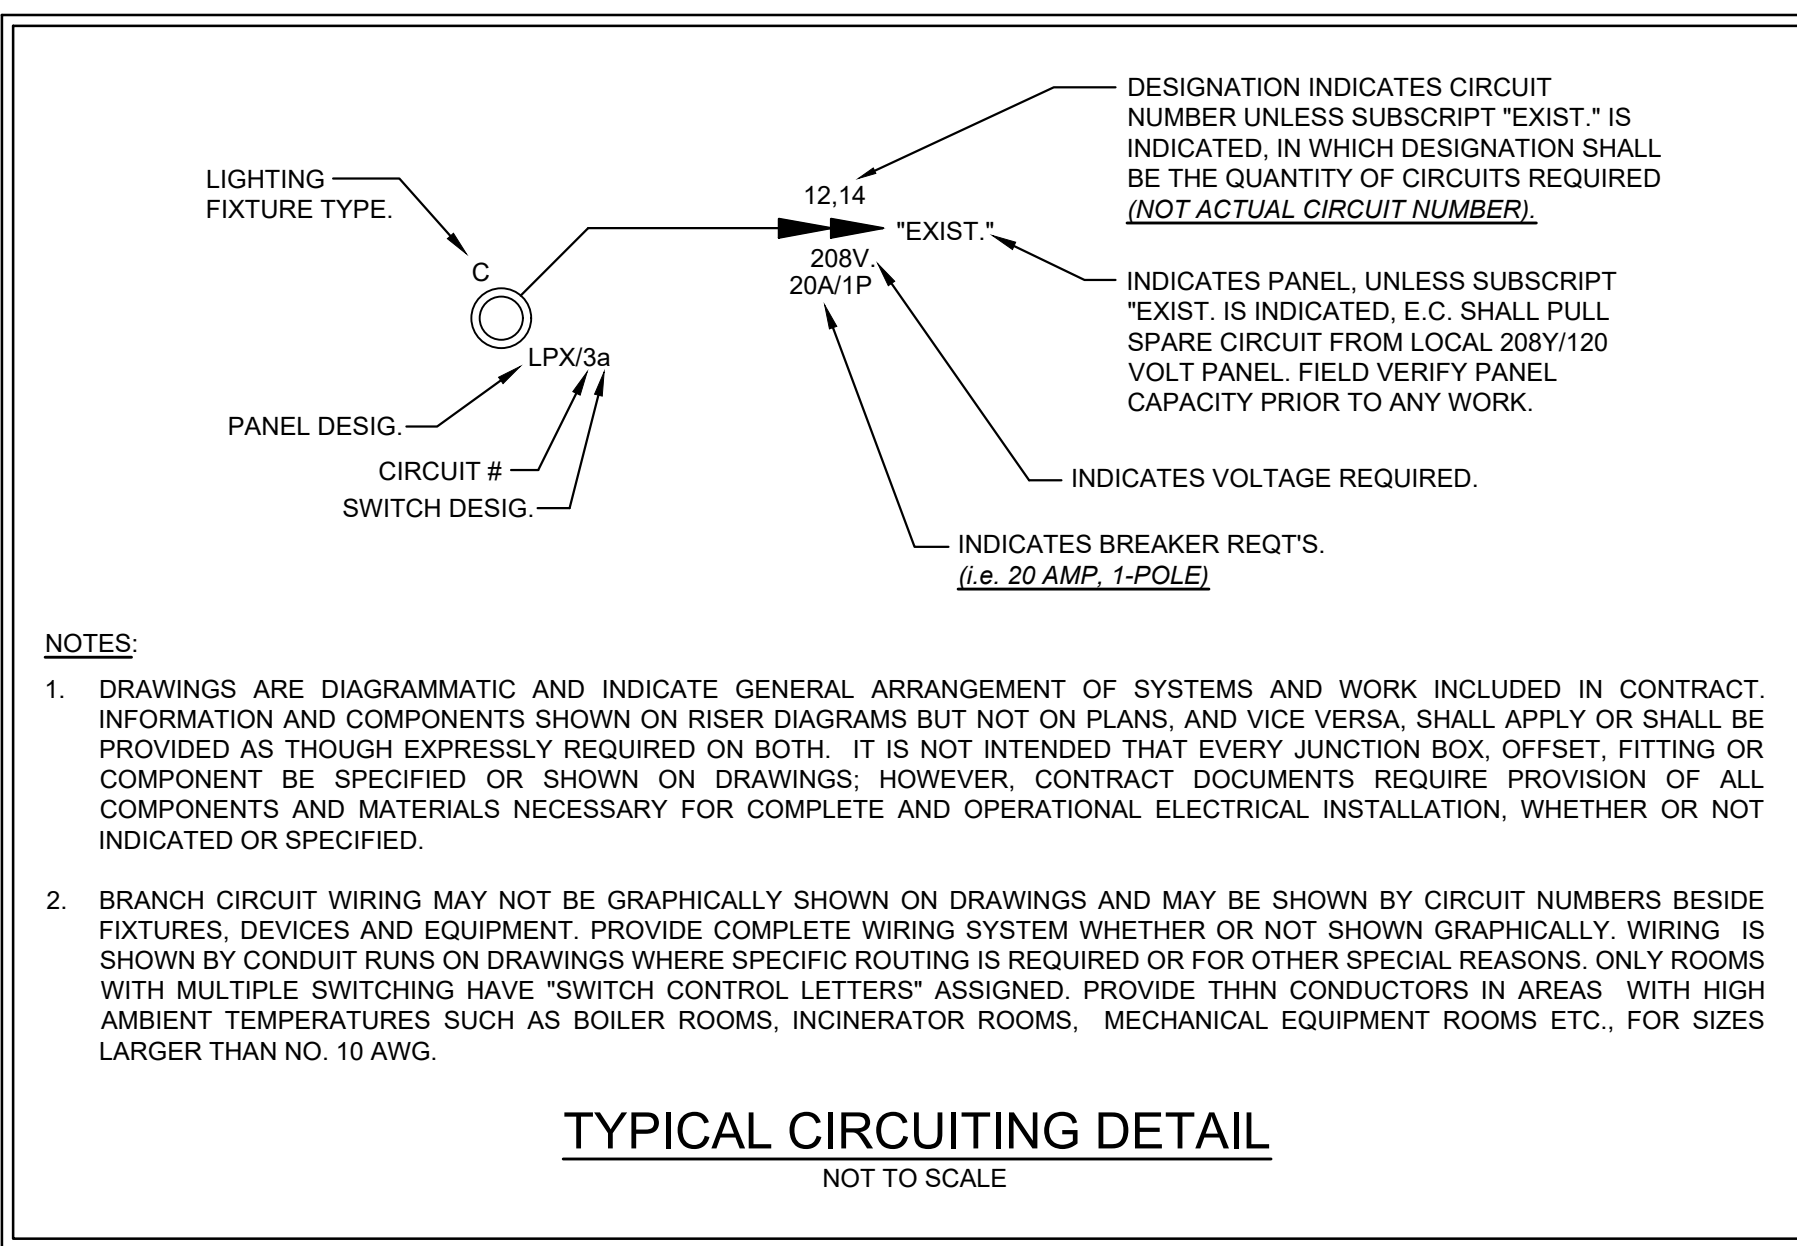 DESIGNATION INDICATES CIRCUIT
NUMBER UNLESS SUBSCRIPT "EXIST." IS
INDICATED, IN WHICH DESIGNATION SHALL
BE THE QUANTITY OF CIRCUITS REQUIRED
(NOT ACTUAL CIRCUIT NUMBER).
LIGHTING
FIXTURE TYPE.
12,14
"EXIST."
208V.
20A/1P
C
LPX/3a
INDICATES PANEL, UNLESS SUBSCRIPT
"EXIST. IS INDICATED, E.C. SHALL PULL
SPARE CIRCUIT FROM LOCAL 208Y/120
VOLT PANEL. FIELD VERIFY PANEL
CAPACITY PRIOR TO ANY WORK.
PANEL DESIG.
CIRCUIT #
SWITCH DESIG.
INDICATES VOLTAGE REQUIRED.
INDICATES BREAKER REQT'S.
(i.e. 20 AMP, 1-POLE)
NOTES:
1. DRAWINGS ARE DIAGRAMMATIC AND INDICATE GENERAL ARRANGEMENT OF SYSTEMS AND WORK INCLUDED IN CONTRACT.
INFORMATION AND COMPONENTS SHOWN ON RISER DIAGRAMS BUT NOT ON PLANS, AND VICE VERSA, SHALL APPLY OR SHALL BE
PROVIDED AS THOUGH EXPRESSLY REQUIRED ON BOTH. IT IS NOT INTENDED THAT EVERY JUNCTION BOX, OFFSET, FITTING OR
COMPONENT BE SPECIFIED OR SHOWN ON DRAWINGS; HOWEVER, CONTRACT DOCUMENTS REQUIRE PROVISION OF ALL
COMPONENTS AND MATERIALS NECESSARY FOR COMPLETE AND OPERATIONAL ELECTRICAL INSTALLATION, WHETHER OR NOT
INDICATED OR SPECIFIED.
2. BRANCH CIRCUIT WIRING MAY NOT BE GRAPHICALLY SHOWN ON DRAWINGS AND MAY BE SHOWN BY CIRCUIT NUMBERS BESIDE
FIXTURES, DEVICES AND EQUIPMENT. PROVIDE COMPLETE WIRING SYSTEM WHETHER OR NOT SHOWN GRAPHICALLY. WIRING IS
SHOWN BY CONDUIT RUNS ON DRAWINGS WHERE SPECIFIC ROUTING IS REQUIRED OR FOR OTHER SPECIAL REASONS. ONLY ROOMS
WITH MULTIPLE SWITCHING HAVE "SWITCH CONTROL LETTERS" ASSIGNED. PROVIDE THHN CONDUCTORS IN AREAS WITH HIGH
AMBIENT TEMPERATURES SUCH AS BOILER ROOMS, INCINERATOR ROOMS, MECHANICAL EQUIPMENT ROOMS ETC., FOR SIZES
LARGER THAN NO. 10 AWG.
TYPICAL CIRCUITING DETAIL
NOT TO SCALE